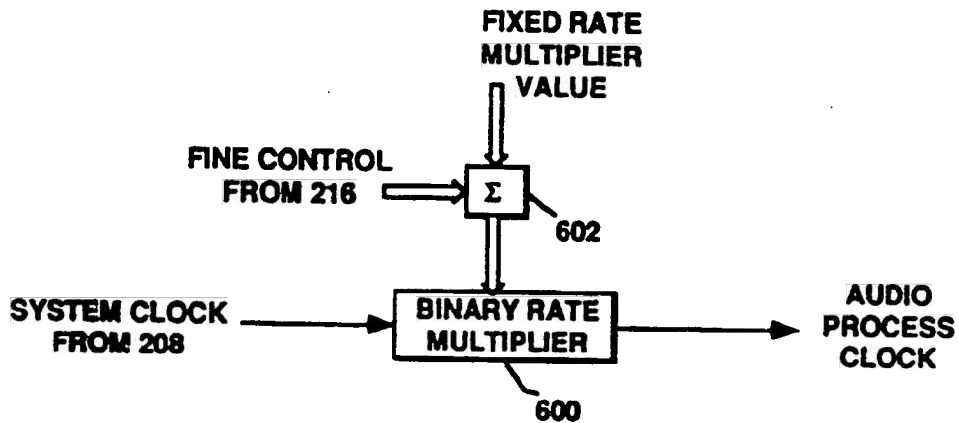 FIXED RATE
MULTIPLIER
VALUE
FINE CONTROL
FROM 216
Σ
602
SYSTEM CLOCK
FROM 208
BINARY RATE
MULTIPLIER
AUDIO
PROCESS
CLOCK
600